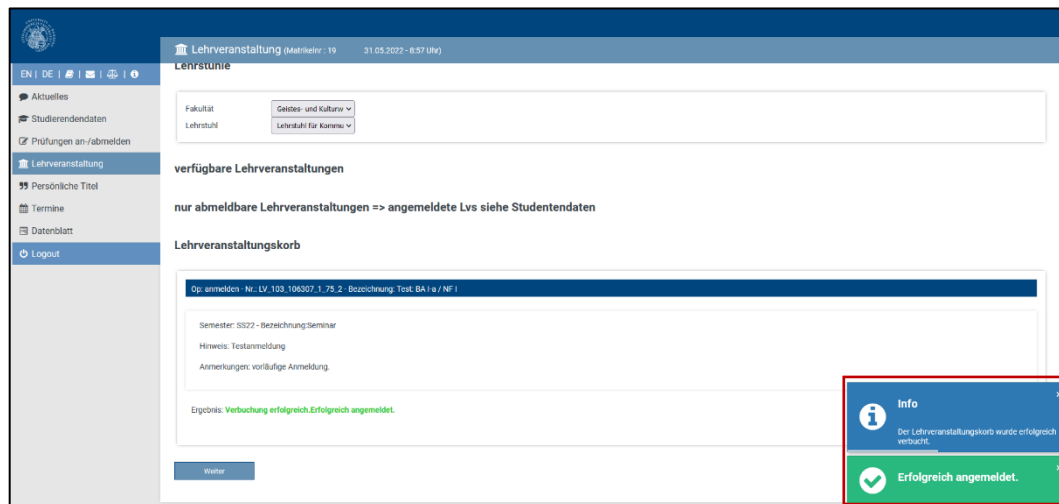 Lehrveranstaltung (Matrikelnr : 19 31.05.2022 - 8:57 Uhr)
EN | DE | | | |
Aktuelles
Studierendendaten
Prüfungen an-/abmelden
Lehrveranstaltung
Persönliche Titel
Termine
Datenblatt
Logout
Lehrstühle
Fakultät Geistes- und Kulturw
Lehrstuhl Lehrstuhl für Kommu
verfügbare Lehrveranstaltungen
nur abmeldbare Lehrveranstaltungen => angemeldete Lvs siehe Studentendaten
Lehrveranstaltungskorb
Op: anmelden - Nr.: LV_103_106307_1_75_2 - Bezeichnung: Test: BA I-a / NF I
Semester: SS22 - Bezeichnung:Seminar
Hinweis: Testanmeldung
Anmerkungen: vorläufige Anmeldung.
Ergebnis: Verbuchung erfolgreich.Erfolgreich angemeldet.
Weiter
Info
Der Lehrveranstaltungskorb wurde erfolgreich
verbucht.
Erfolgreich angemeldet.